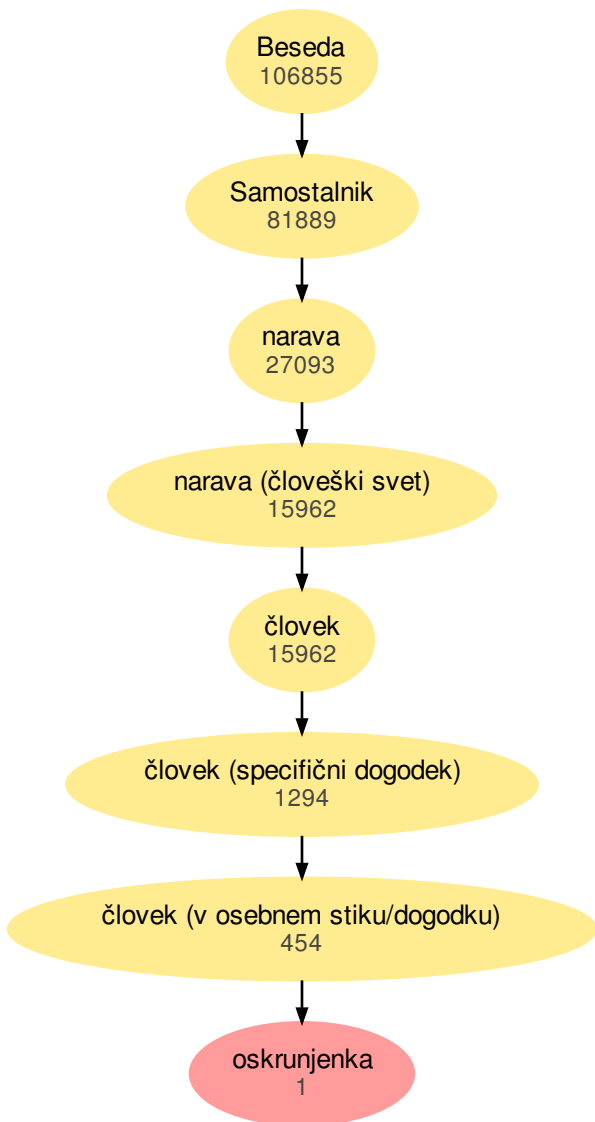 Beseda
106855
Samostalnik
81889
narava
27093
narava (človeški svet)
15962
človek
15962
človek (specifični dogodek)
1294
človek (v osebnem stiku/dogodku)
454
oskrunjenka
1